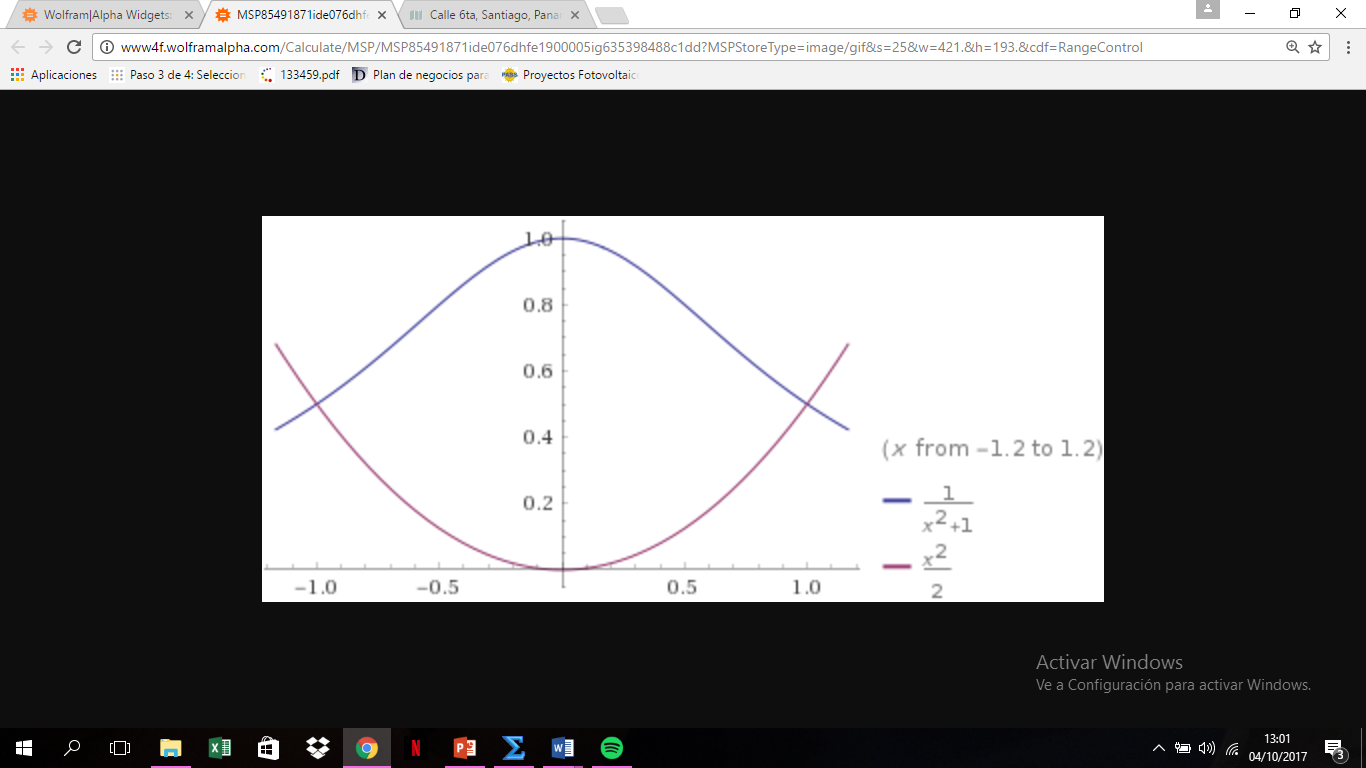 Wolfram|Alpha Widgets:
MSP85491871ide076dhfe
Calle 6ta, Santiago, Pana
www4f.wolframalpha.com/Calculate/MSP/MSP85491871ide076dhfe1900005ig635398488c1dd?MSPStoreType=image/gif&s=25&w=421.&h=193.&cdf=RangeControl
Aplicaciones
Paso 3 de 4: Seleccion
133459.pdf
Plan de negocios para
Proyectos Fotovoltaic
1.0
0.8
0.6
0.4
0.2
−1.0
−0.5
0.5
1.0
(x from −1.2 to 1.2)
1
x²+1
x²
2
Activar Windows
Ve a Configuración para activar Windows.
13:01
04/10/2017
3